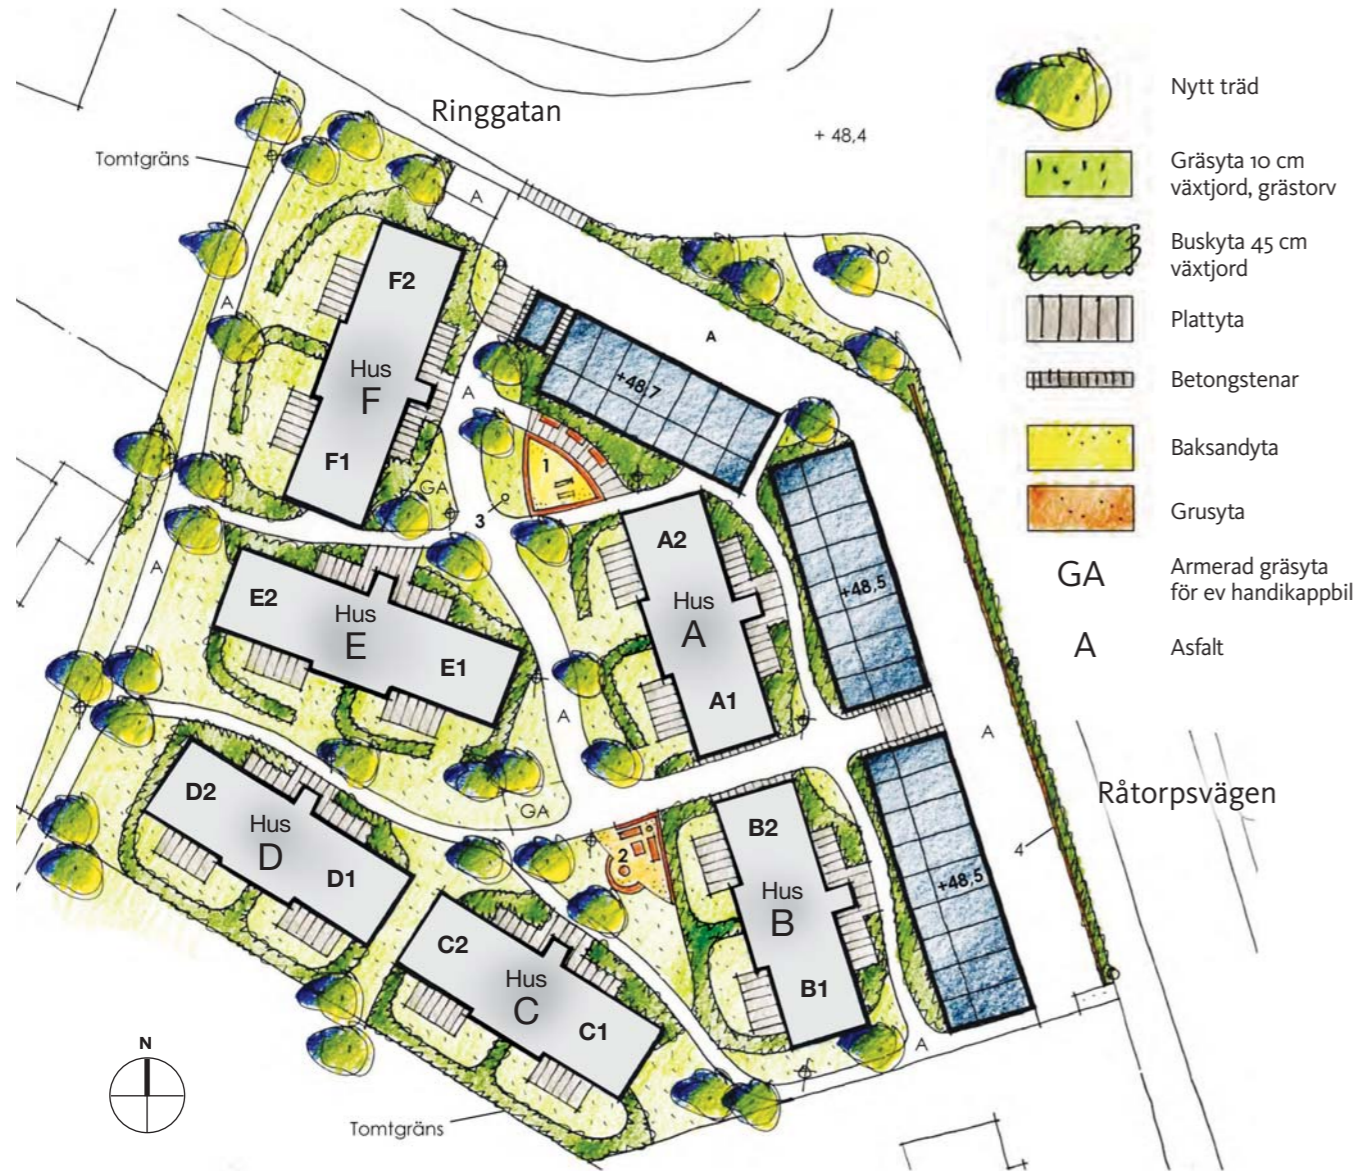 Ringgatan
+ 48,4
Tomtgräns
A
F2
Hus
F
F1
A
A
A
A
+48,7
1
GA
3
A2
Hus
A
A1
+48,5
E2
Hus
E
E1
A
A
GA
A
D2
Hus
D
D1
2
B2
Hus
B
B1
+48,5
4
Råtorpsvägen
C2
Hus
C
C1
A
N
Tomtgräns
Nytt träd
Gräsyta 10 cm
växtjord, grästorv
Buskyta 45 cm
växtjord
Plattyta
Betongstenar
Baksandyta
Grusyta
GA
Armerad gräsyta
för ev handikappbil
A
Asfalt